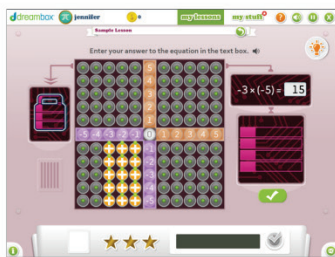 dreambox jennifer 0 my lessons my stuff ?
Sample Lesson
Enter your answer to the equation in the text box.
5
4
3
2
1
-5 -4 -3 -2 -1 0 1 2 3 4 5
-1
-2
-3
-4
-5
-3 × (-5) = 15